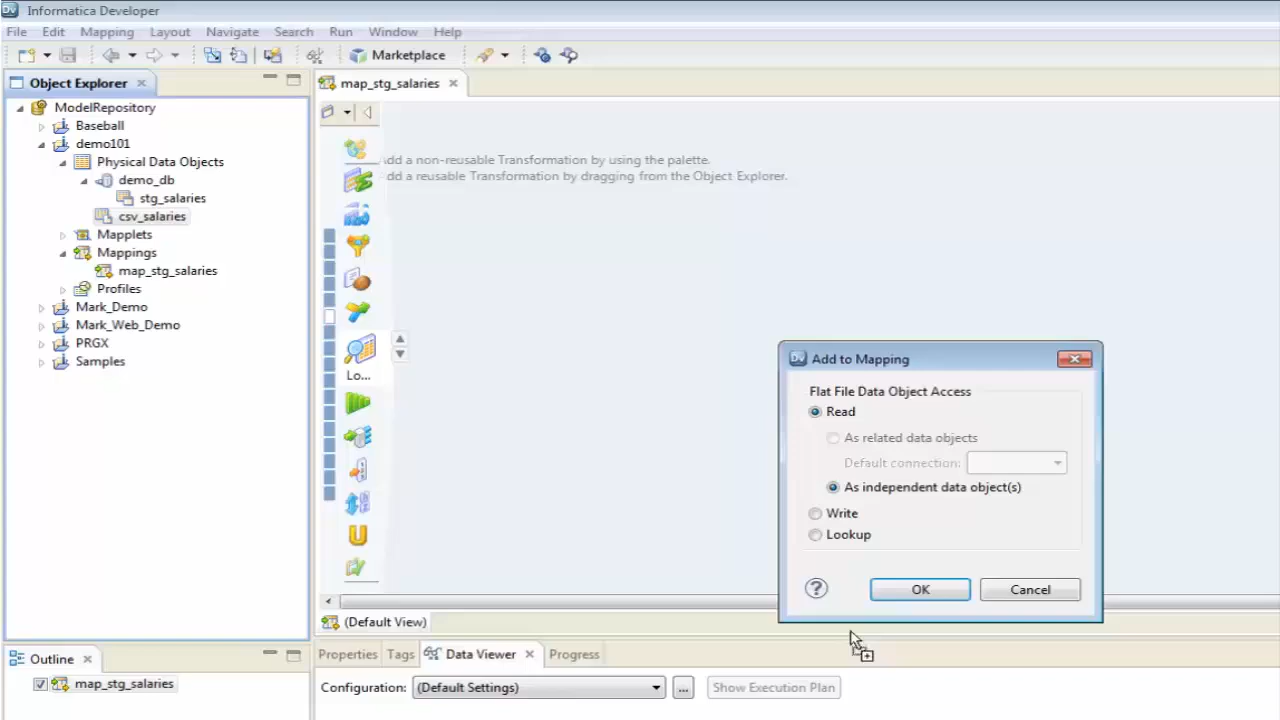 Informatica Developer
File Edit Mapping Layout Navigate Search Run Window Help
Marketplace
Object Explorer
map_stg_salaries
ModelRepository
Baseball
demo101
Physical Data Objects
demo_db
stg_salaries
csv_salaries
Mapplets
Mappings
map_stg_salaries
Profiles
Mark_Demo
Mark_Web_Demo
PRGX
Samples
dd a non-reusable Transformation by using the palette.
dd a reusable Transformation by dragging from the Object Explorer.
Lo...
Add to Mapping
Flat File Data Object Access
Read
As related data objects
Default connection:
As independent data object(s)
Write
Lookup
OK Cancel
(Default View)
Outline
map_stg_salaries
Properties Tags Data Viewer Progress
Configuration: (Default Settings) ... Show Execution Plan